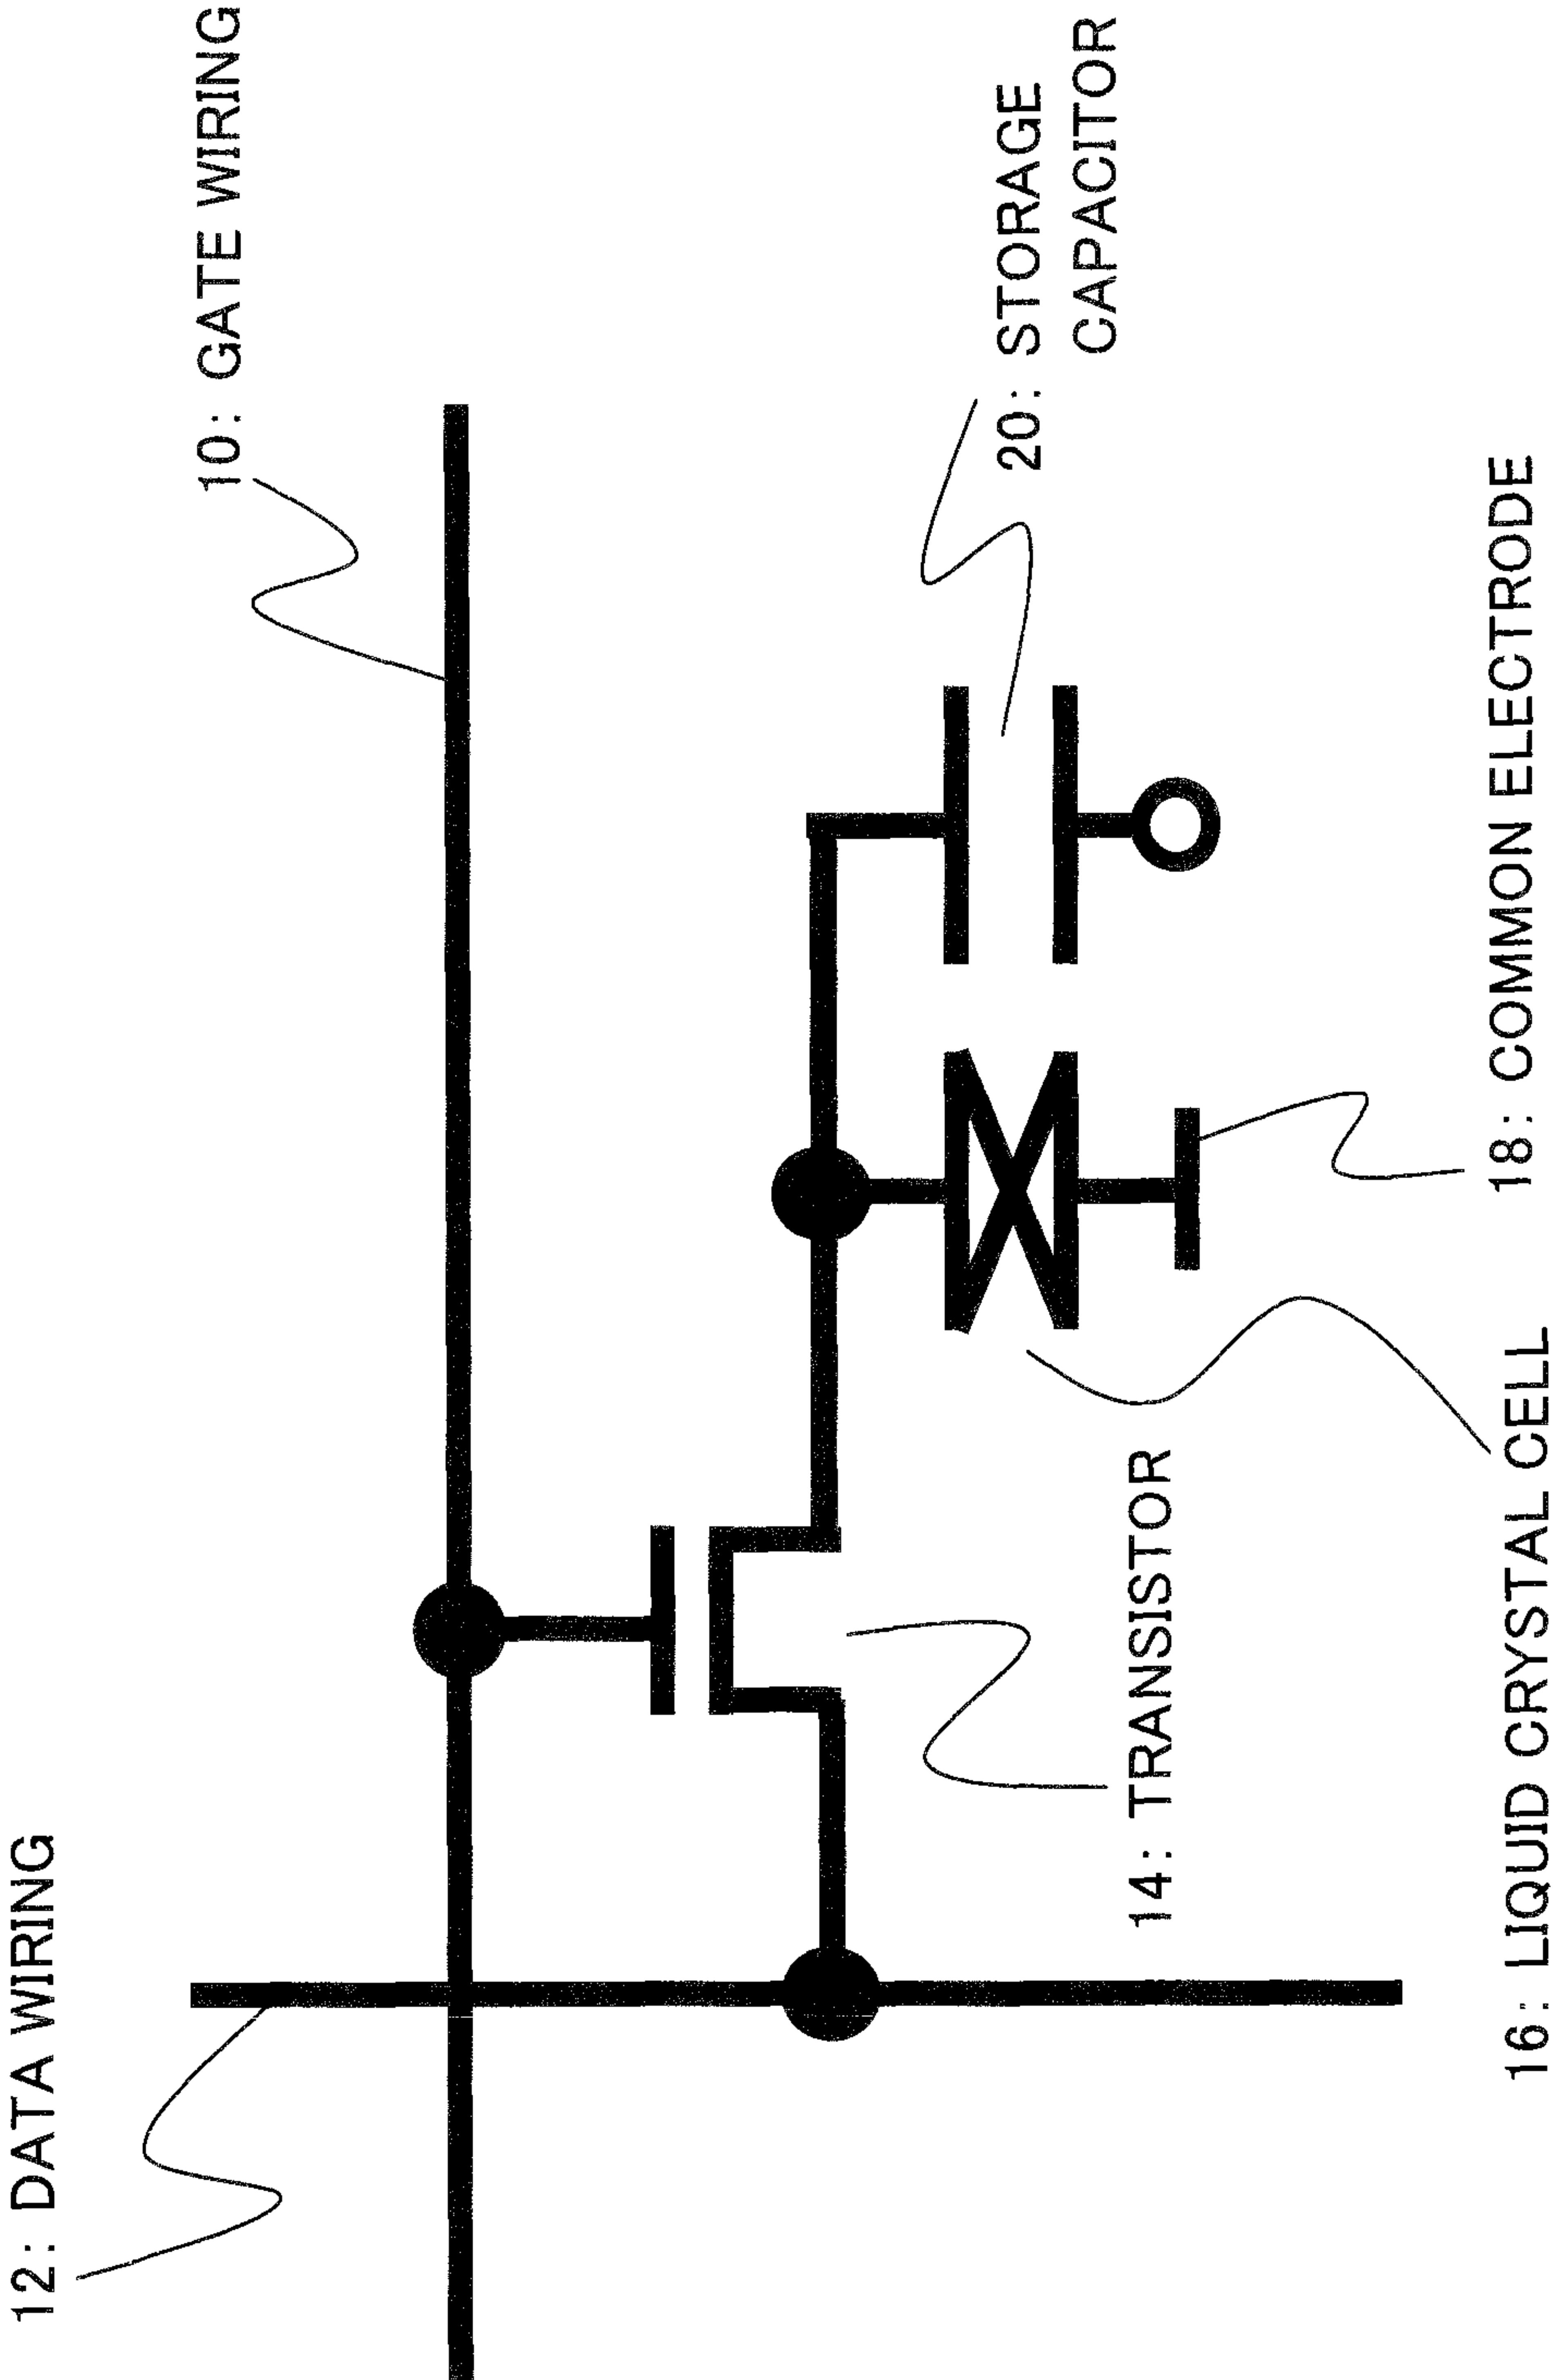 12: DATA WIRING
10: GATE WIRING
20: STORAGE
CAPACITOR
14: TRANSISTOR
18: COMMON ELECTRODE
16: LIQUID CRYSTAL CELL